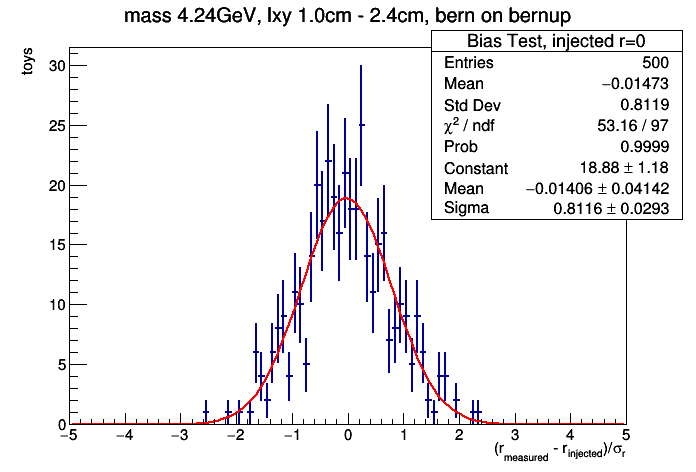 mass 4.24GeV, lxy 1.0cm - 2.4cm, bern on bernup
toys
Bias Test, injected r=0
Entries 500
Mean −0.01473
Std Dev 0.8119
χ² / ndf 53.16 / 97
Prob 0.9999
Constant 18.88 ± 1.18
Mean −0.01406 ± 0.04142
Sigma 0.8116 ± 0.0293
30
25
20
15
10
5
0
−5 −4 −3 −2 −1 0 1 2 3 4 5
(r_measured - r_injected)/σ_r